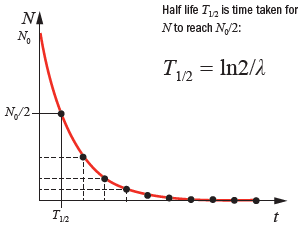 N
N₀
N₀/2
T₁/₂
t
Half life T₁/₂ is time taken for
N to reach N₀/2:
T₁/₂ = ln2/λ